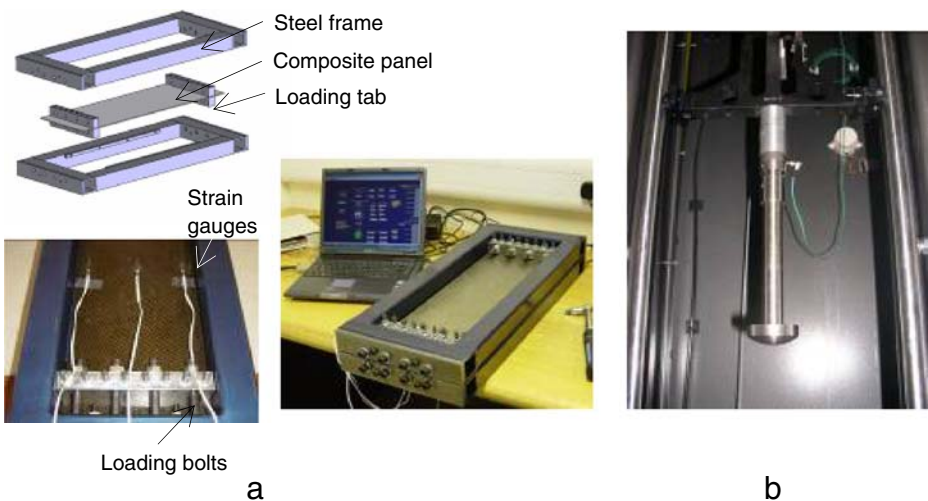 Steel frame
Composite panel
Loading tab
Strain
gauges
Loading bolts
a
b